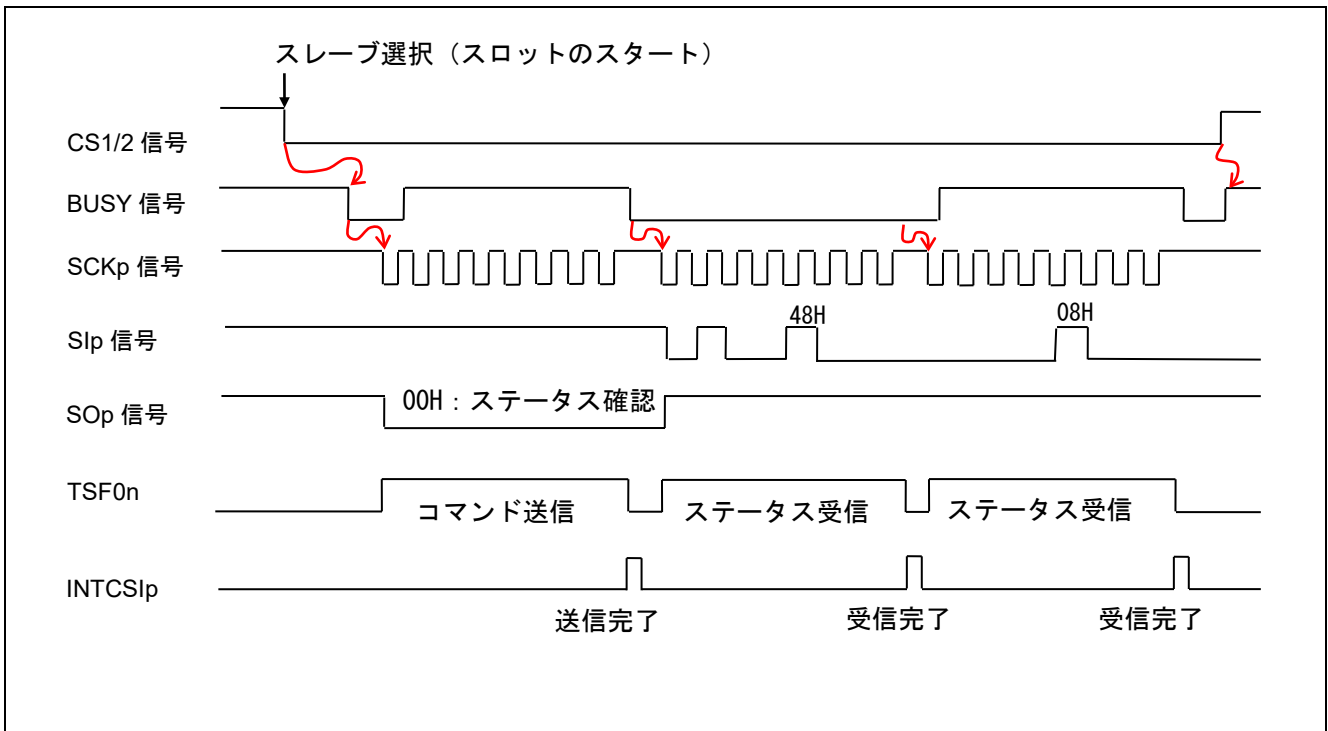 スレーブ選択（スロットのスタート）
CS1/2 信号
BUSY 信号
SCKp 信号
SIp 信号
48H
08H
SOp 信号
00H：ステータス確認
TSF0n
コマンド送信
ステータス受信
ステータス受信
INTCSIp
送信完了
受信完了
受信完了